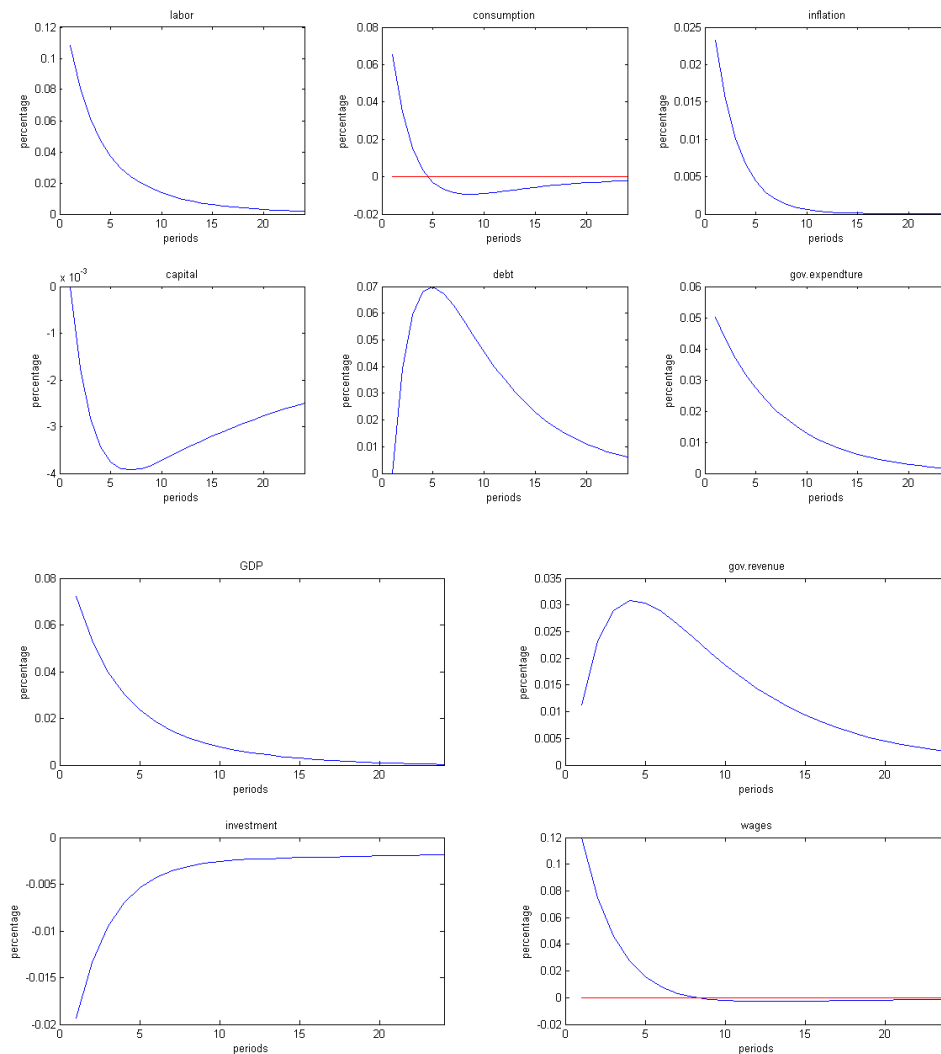 labor
consumption
inflation
0.12
0.1
0.08
0.06
0.04
0.02
0
percentage
0 5 10 15 20
periods
0.08
0.06
0.04
0.02
0
-0.02
percentage
0 5 10 15 20
periods
0.025
0.02
0.015
0.01
0.005
0
percentage
0 5 10 15 20
periods
capital
debt
gov.expendture
x 10-3
0
-1
-2
-3
-4
percentage
0 5 10 15 20
periods
0.07
0.06
0.05
0.04
0.03
0.02
0.01
0
percentage
0 5 10 15 20
periods
0.06
0.05
0.04
0.03
0.02
0.01
0
percentage
0 5 10 15 20
periods
GDP
gov.revenue
0.08
0.06
0.04
0.02
0
percentage
0 5 10 15 20
periods
0.035
0.03
0.025
0.02
0.015
0.01
0.005
0
percentage
0 5 10 15 20
periods
investment
wages
0
-0.005
-0.01
-0.015
-0.02
percentage
0 5 10 15 20
periods
0.12
0.1
0.08
0.06
0.04
0.02
0
-0.02
percentage
0 5 10 15 20
periods